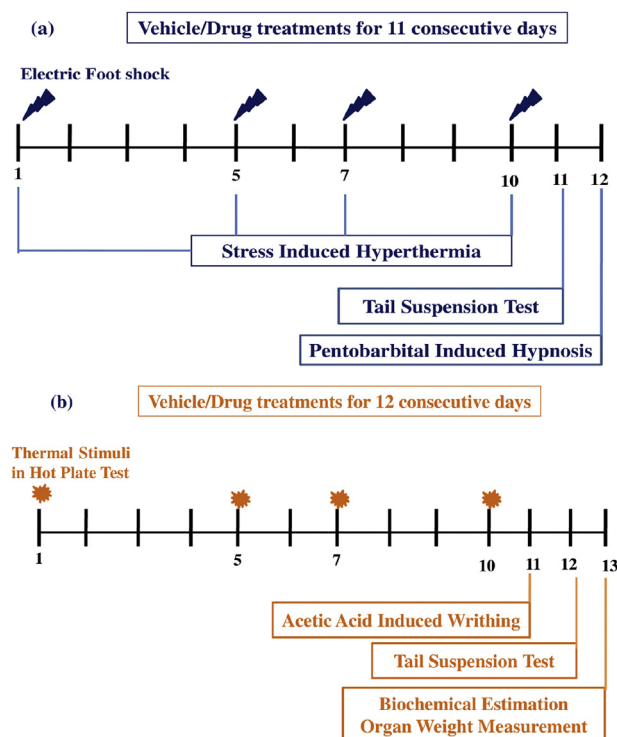 (a)
Vehicle/Drug treatments for 11 consecutive days
Electric Foot shock
1 5 7 10 11 12
Stress Induced Hyperthermia
Tail Suspension Test
Pentobarbital Induced Hypnosis
(b)
Vehicle/Drug treatments for 12 consecutive days
Thermal Stimuli
in Hot Plate Test
1 5 7 10 11 12 13
Acetic Acid Induced Writhing
Tail Suspension Test
Biochemical Estimation
Organ Weight Measurement